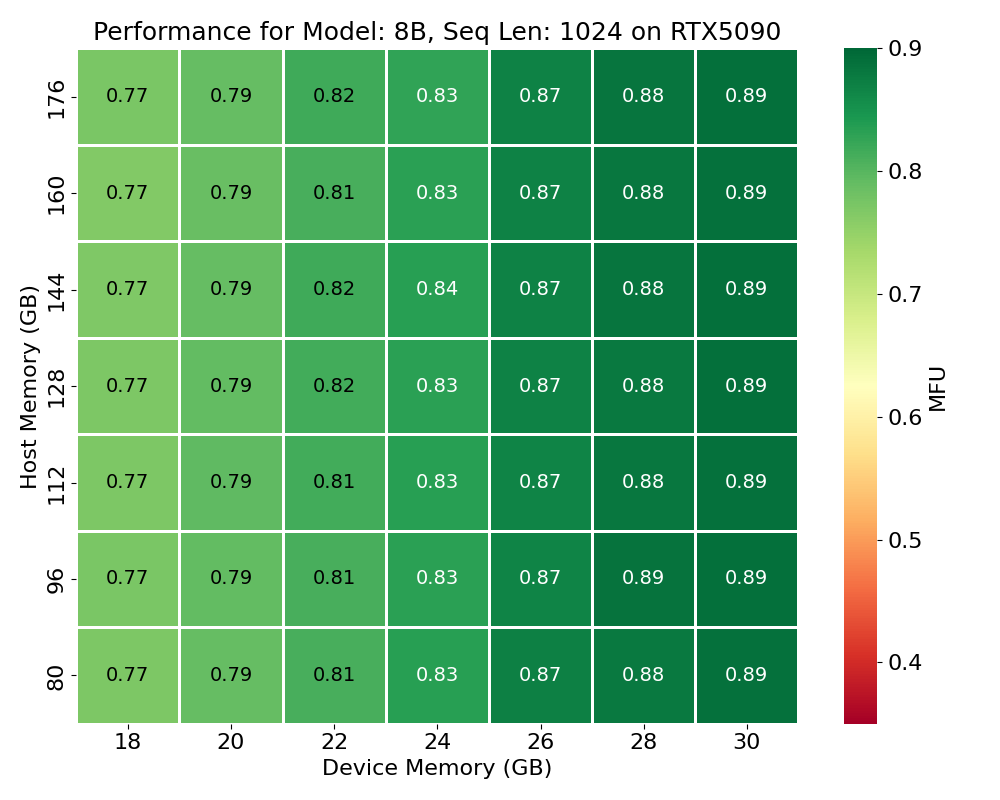 Performance for Model: 8B, Seq Len: 1024 on RTX5090
Host Memory (GB)
176 0.77 0.79 0.82 0.83 0.87 0.88 0.89
160 0.77 0.79 0.81 0.83 0.87 0.88 0.89
144 0.77 0.79 0.82 0.84 0.87 0.88 0.89
128 0.77 0.79 0.82 0.83 0.87 0.88 0.89
112 0.77 0.79 0.81 0.83 0.87 0.88 0.89
96 0.77 0.79 0.81 0.83 0.87 0.89 0.89
80 0.77 0.79 0.81 0.83 0.87 0.88 0.89
18 20 22 24 26 28 30
Device Memory (GB)
0.9
0.8
0.7
0.6
0.5
0.4
MFU